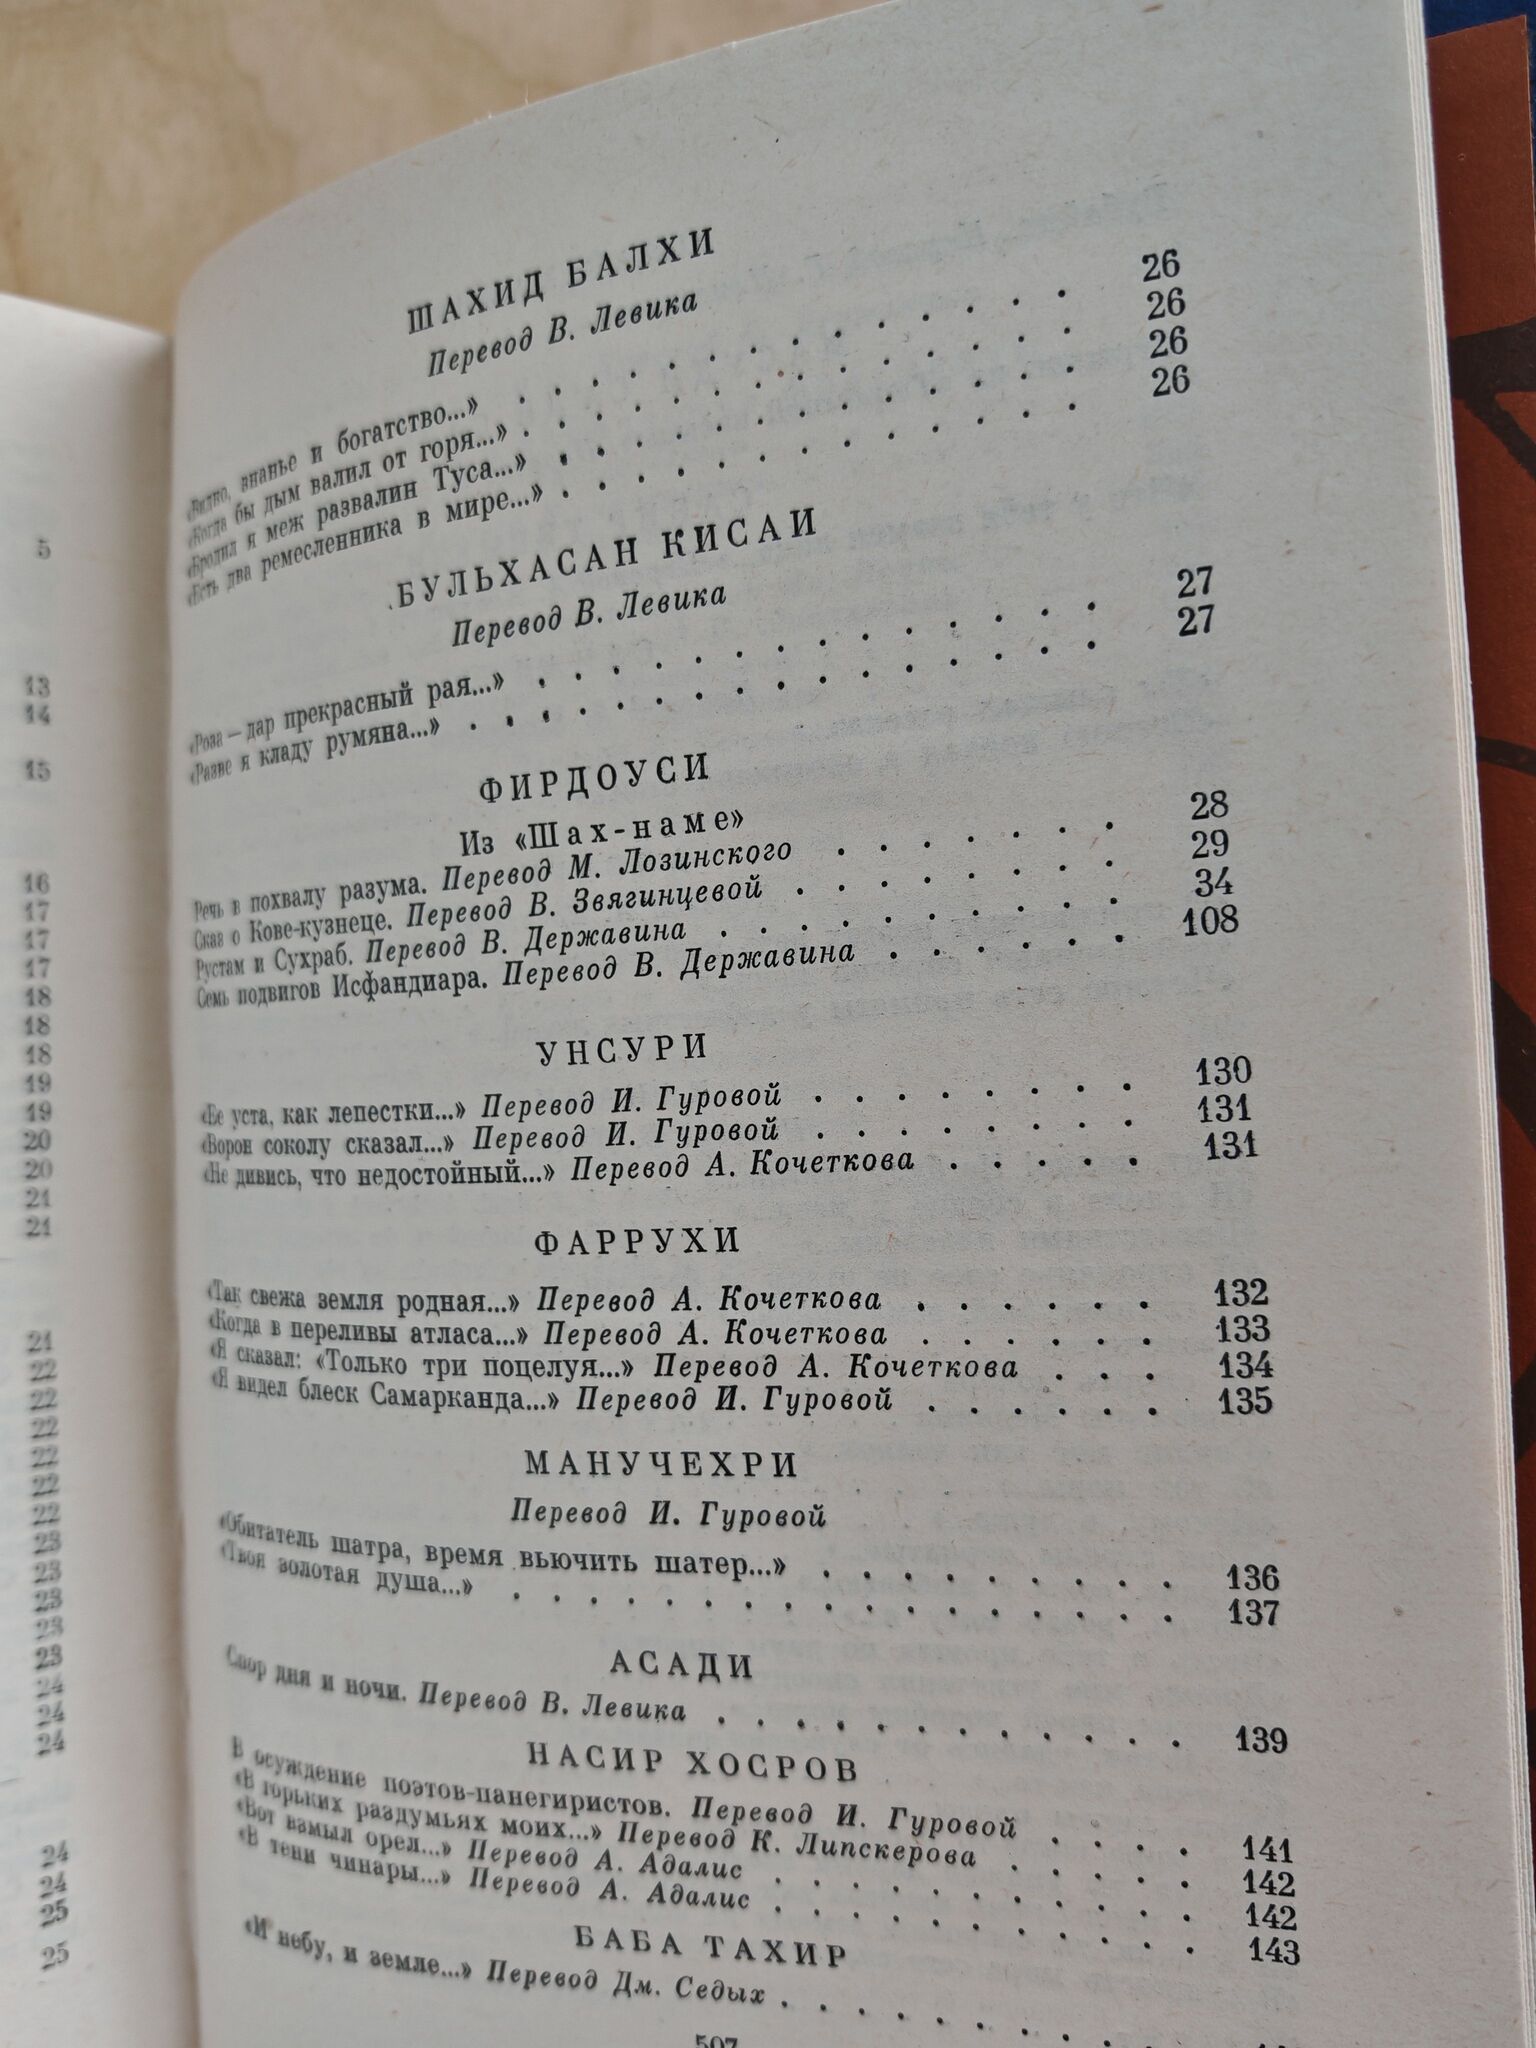 5
13
14
15
16
17
17
17
18
18
18
19
19
20
20
21
21
21
22
22
22
22
22
22
23
23
23
23
23
24
24
24
24
24
25
25
ШАХИД БАЛХИ
Перевод В. Левика
«Видно, знанье и богатство...» . . . . . . . . . . . . . . . 26
«Когда бы дым валил от горя...» . . . . . . . . . . . . . . . 26
«Бродил я меж развалин Туса...» . . . . . . . . . . . . . . 26
«Есть два ремесленника в мире...» . . . . . . . . . . . . . . 26
БУЛЬХАСАН КИСАИ
Перевод В. Левика
«Роза — дар прекрасный рая...» . . . . . . . . . . . . . . . 27
«Разве я кладу румяна...» . . . . . . . . . . . . . . . . . 27
ФИРДОУСИ
Из «Шах-наме»
Речь в похвалу разума. Перевод М. Лозинского . . . . . . . . 28
Сказ о Кове-кузнеце. Перевод В. Звягинцевой . . . . . . . . . 29
Рустам и Сухраб. Перевод В. Державина . . . . . . . . . . . 34
Семь подвигов Исфандиара. Перевод В. Державина . . . . . . . 108
УНСУРИ
«Ее уста, как лепестки...» Перевод И. Гуровой . . . . . . . . . 130
«Ворон соколу сказал...» Перевод И. Гуровой . . . . . . . . . 131
«Не дивись, что недостойный...» Перевод А. Кочеткова . . . . . 131
ФАРРУХИ
«Так свежа земля родная...» Перевод А. Кочеткова . . . . . . 132
«Когда в переливы атласа...» Перевод А. Кочеткова . . . . . . 133
«Я сказал: «Только три поцелуя...» Перевод А. Кочеткова . . . 134
«Я видел блеск Самарканда...» Перевод И. Гуровой . . . . . . 135
МАНУЧЕХРИ
Перевод И. Гуровой
«Обитатель шатра, время вьючить шатер...» . . . . . . . . . . 136
«Твоя золотая душа...» . . . . . . . . . . . . . . . . . . 137
АСАДИ
Спор дня и ночи. Перевод В. Левика . . . . . . . . . . . . . 139
НАСИР ХОСРОВ
В осуждение поэтов-панегиристов. Перевод И. Гуровой . . . . 141
«В горьких раздумьях моих...» Перевод К. Липскерова . . . . . 142
«Вот взмыл орел...» Перевод А. Адалис . . . . . . . . . . . 142
«В тени чинары...» Перевод А. Адалис . . . . . . . . . . . . 143
БАБА ТАХИР
«И небу, и земле...» Перевод Дм. Седых . . . . . . . . .
507